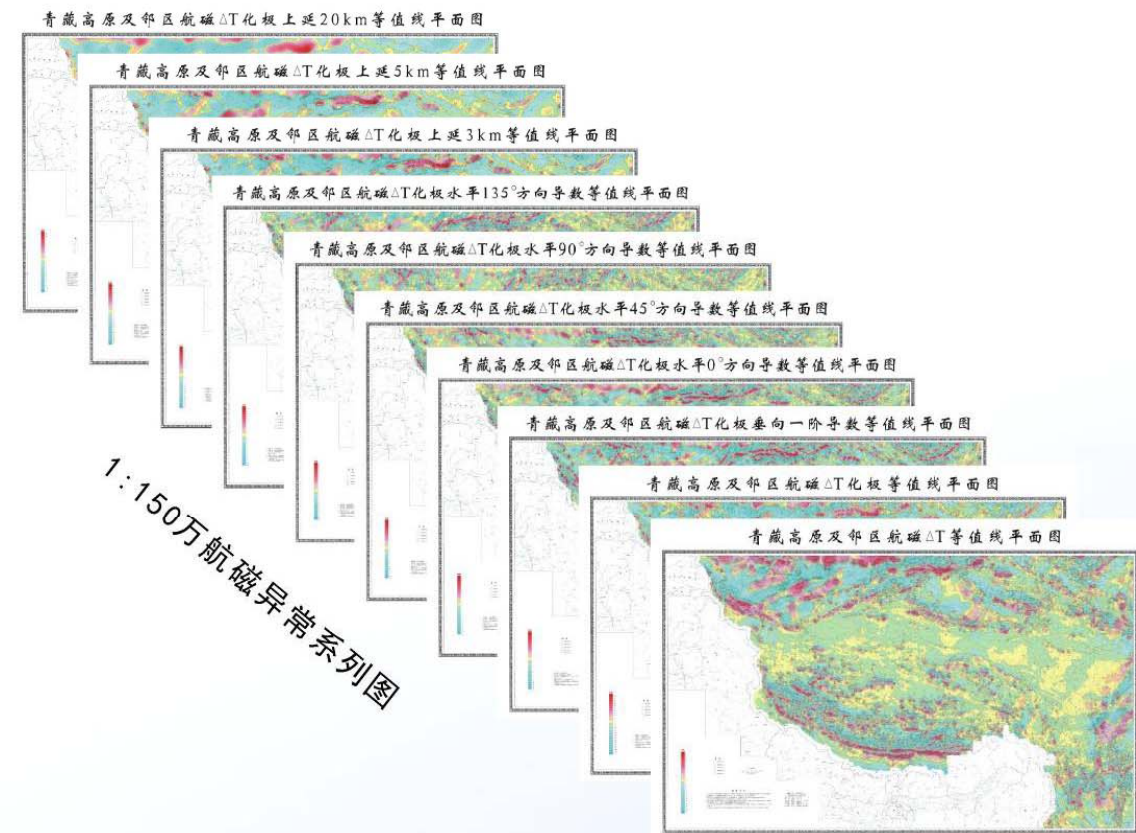 青藏高原及邻区航磁△T化极上延20km等值线平面图
青藏高原及邻区航磁△T化极上延5km等值线平面图
青藏高原及邻区航磁△T化极上延3km等值线平面图
青藏高原及邻区航磁△T化极水平135°方向导数等值线平面图
青藏高原及邻区航磁△T化极水平90°方向导数等值线平面图
青藏高原及邻区航磁△T化极水平45°方向导数等值线平面图
青藏高原及邻区航磁△T化极水平0°方向导数等值线平面图
青藏高原及邻区航磁△T化极垂向一阶导数等值线平面图
青藏高原及邻区航磁△T化极等值线平面图
青藏高原及邻区航磁△T等值线平面图
1:150万航磁异常系列图